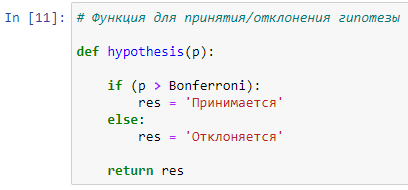 In [11]: # Функция для принятия/отклонения гипотезы
def hypothesis(p):
if (p > Bonferroni):
res = 'Принимается'
else:
res = 'Отклоняется'
return res